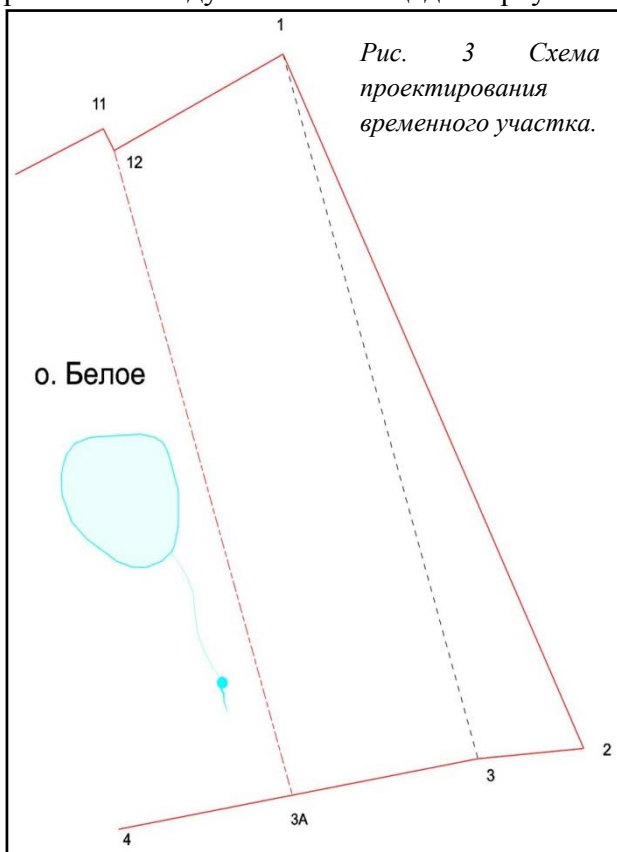 1
Рис. 3 Схема
проектирования
временного участка.
11
12
о. Белое
2
3
3А
4